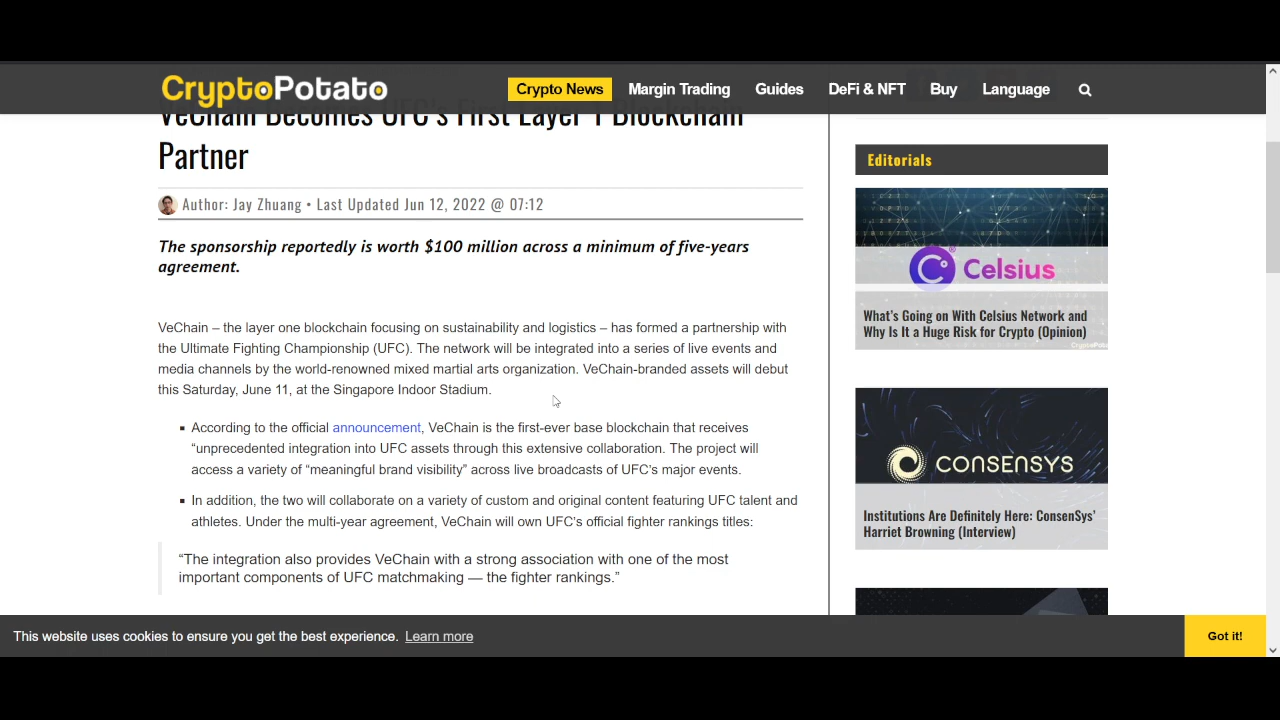 CryptoPotato
Crypto News
Margin Trading
Guides
DeFi & NFT
Buy
Language
VeChain Becomes UFC's First Layer 1 Blockchain
Partner
Author: Jay Zhuang • Last Updated Jun 12, 2022 @ 07:12
The sponsorship reportedly is worth $100 million across a minimum of five-years
agreement.
VeChain – the layer one blockchain focusing on sustainability and logistics – has formed a partnership with
the Ultimate Fighting Championship (UFC). The network will be integrated into a series of live events and
media channels by the world-renowned mixed martial arts organization. VeChain-branded assets will debut
this Saturday, June 11, at the Singapore Indoor Stadium.
▪ According to the official announcement, VeChain is the first-ever base blockchain that receives
“unprecedented integration into UFC assets through this extensive collaboration. The project will
access a variety of “meaningful brand visibility” across live broadcasts of UFC’s major events.
▪ In addition, the two will collaborate on a variety of custom and original content featuring UFC talent and
athletes. Under the multi-year agreement, VeChain will own UFC’s official fighter rankings titles:
“The integration also provides VeChain with a strong association with one of the most
important components of UFC matchmaking — the fighter rankings.”
Editorials
Celsius
What’s Going on With Celsius Network and
Why Is It a Huge Risk for Crypto (Opinion)
CONSENSYS
Institutions Are Definitely Here: ConsenSys’
Harriet Browning (Interview)
This website uses cookies to ensure you get the best experience. Learn more
Got it!